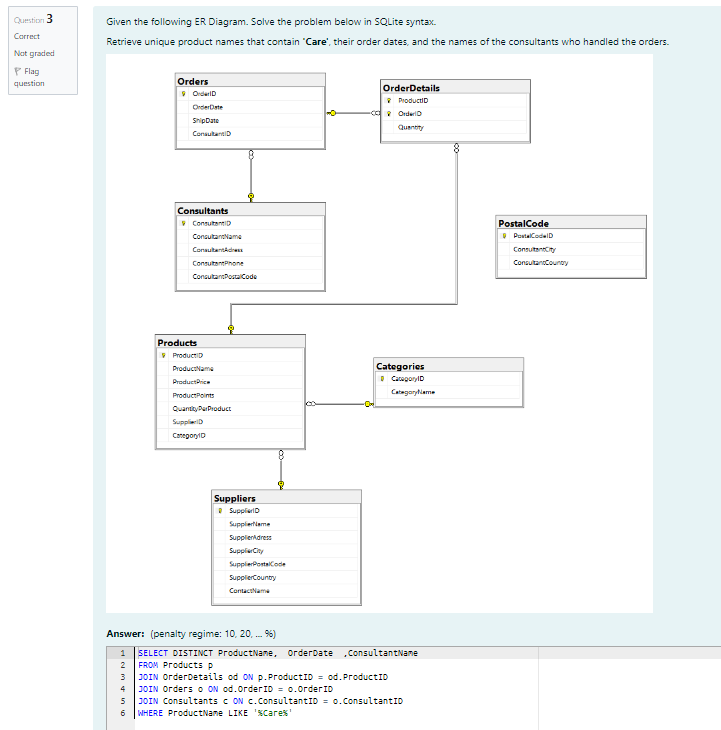 Question 3
Correct
Not graded
Flag
question
Given the following ER Diagram. Solve the problem below in SQLite syntax.
Retrieve unique product names that contain 'Care', their order dates, and the names of the consultants who handled the orders.
Orders
OrderID
OrderDate
ShipDate
ConsultantID
OrderDetails
ProductID
OrderID
Quantity
Consultants
ConsultantID
ConsultantName
ConsultantAdress
ConsultantPhone
ConsultantPostalCode
PostalCode
PostalCodeID
ConsultantCity
ConsultantCountry
Products
ProductID
ProductName
ProductPrice
ProductPoints
QuantityPerProduct
SupplierID
CategoryID
Categories
CategoryID
CategoryName
Suppliers
SupplierID
SupplierName
SupplierAdress
SupplierCity
SupplierPostalCode
SupplierCountry
ContactName
Answer: (penalty regime: 10, 20, ... %)
1 SELECT DISTINCT ProductName, OrderDate ,ConsultantName
2 FROM Products p
3 JOIN OrderDetails od ON p.ProductID = od.ProductID
4 JOIN Orders o ON od.OrderID = o.OrderID
5 JOIN Consultants c ON c.ConsultantID = o.ConsultantID
6 WHERE ProductName LIKE '%Care%'